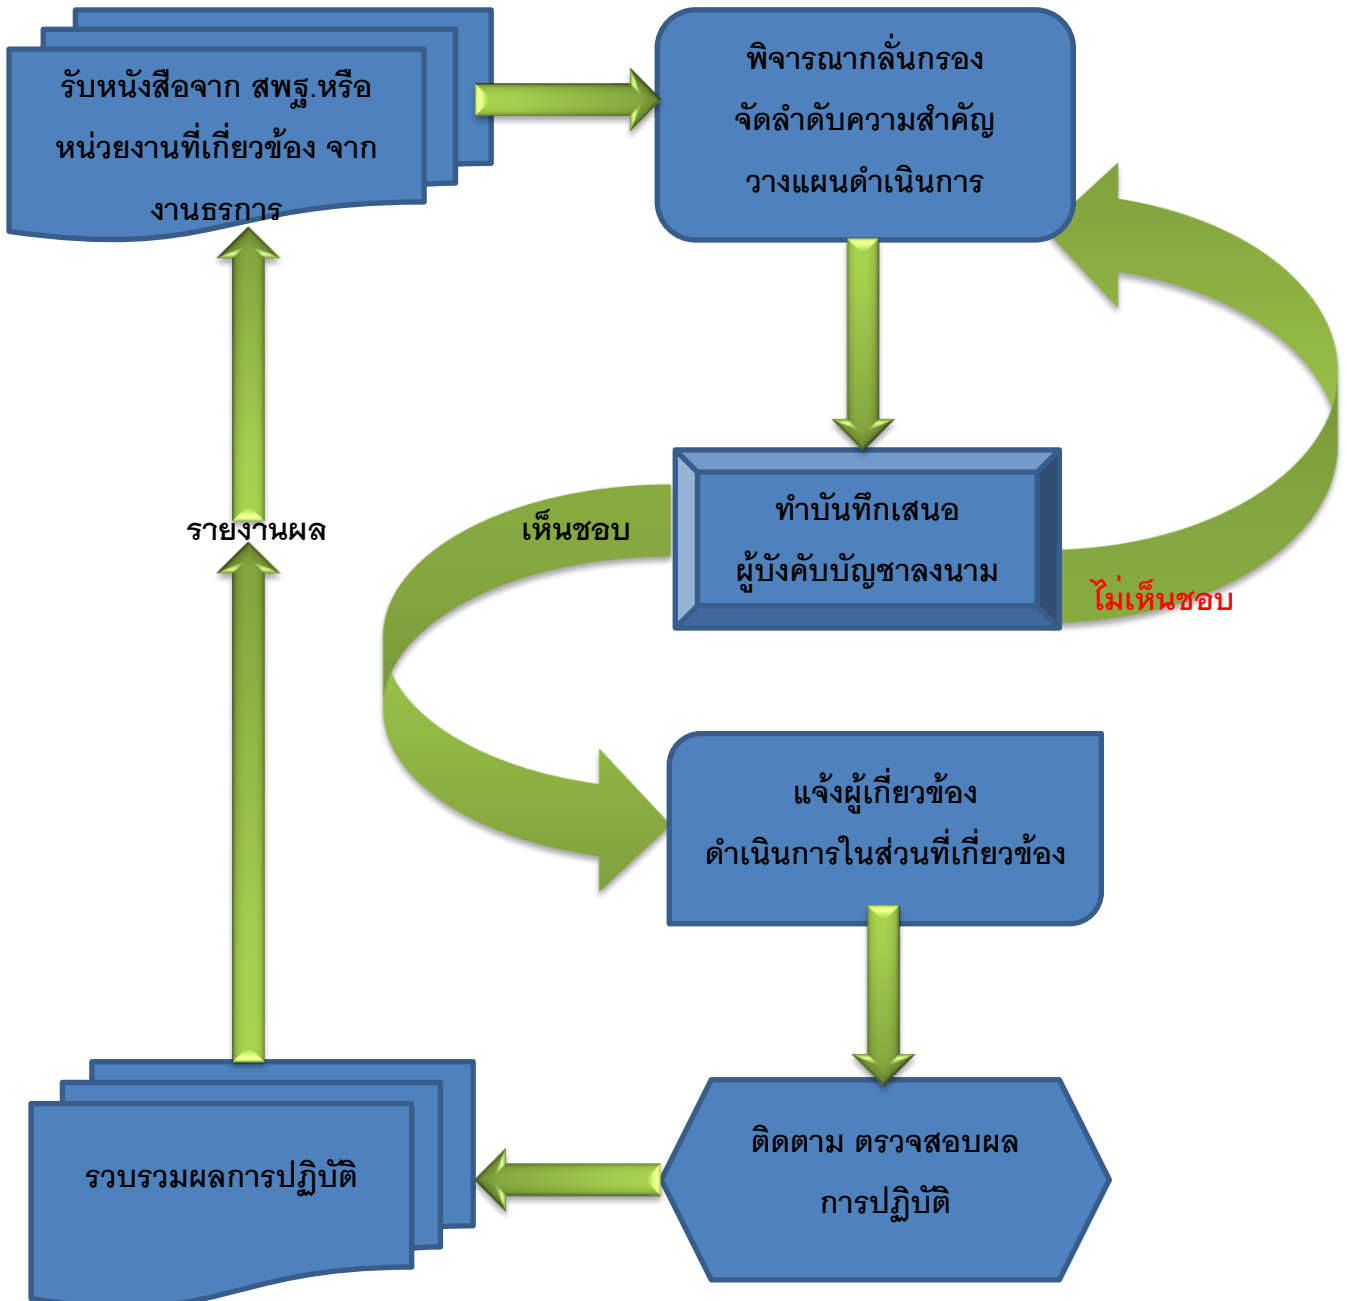 รับหนังสือจาก สพฐ.หรือ
หน่วยงานที่เกี่ยวข้อง จาก
งานธรการ
พิจารณากลั่นกรอง
จัดลำดับความสำคัญ
วางแผนดำเนินการ
ทำบันทึกเสนอ
ผู้บังคับบัญชาลงนาม
เห็นชอบ
ไม่เห็นชอบ
รายงานผล
แจ้งผู้เกี่ยวข้อง
ดำเนินการในส่วนที่เกี่ยวข้อง
ติดตาม ตรวจสอบผล
การปฏิบัติ
รวบรวมผลการปฏิบัติ